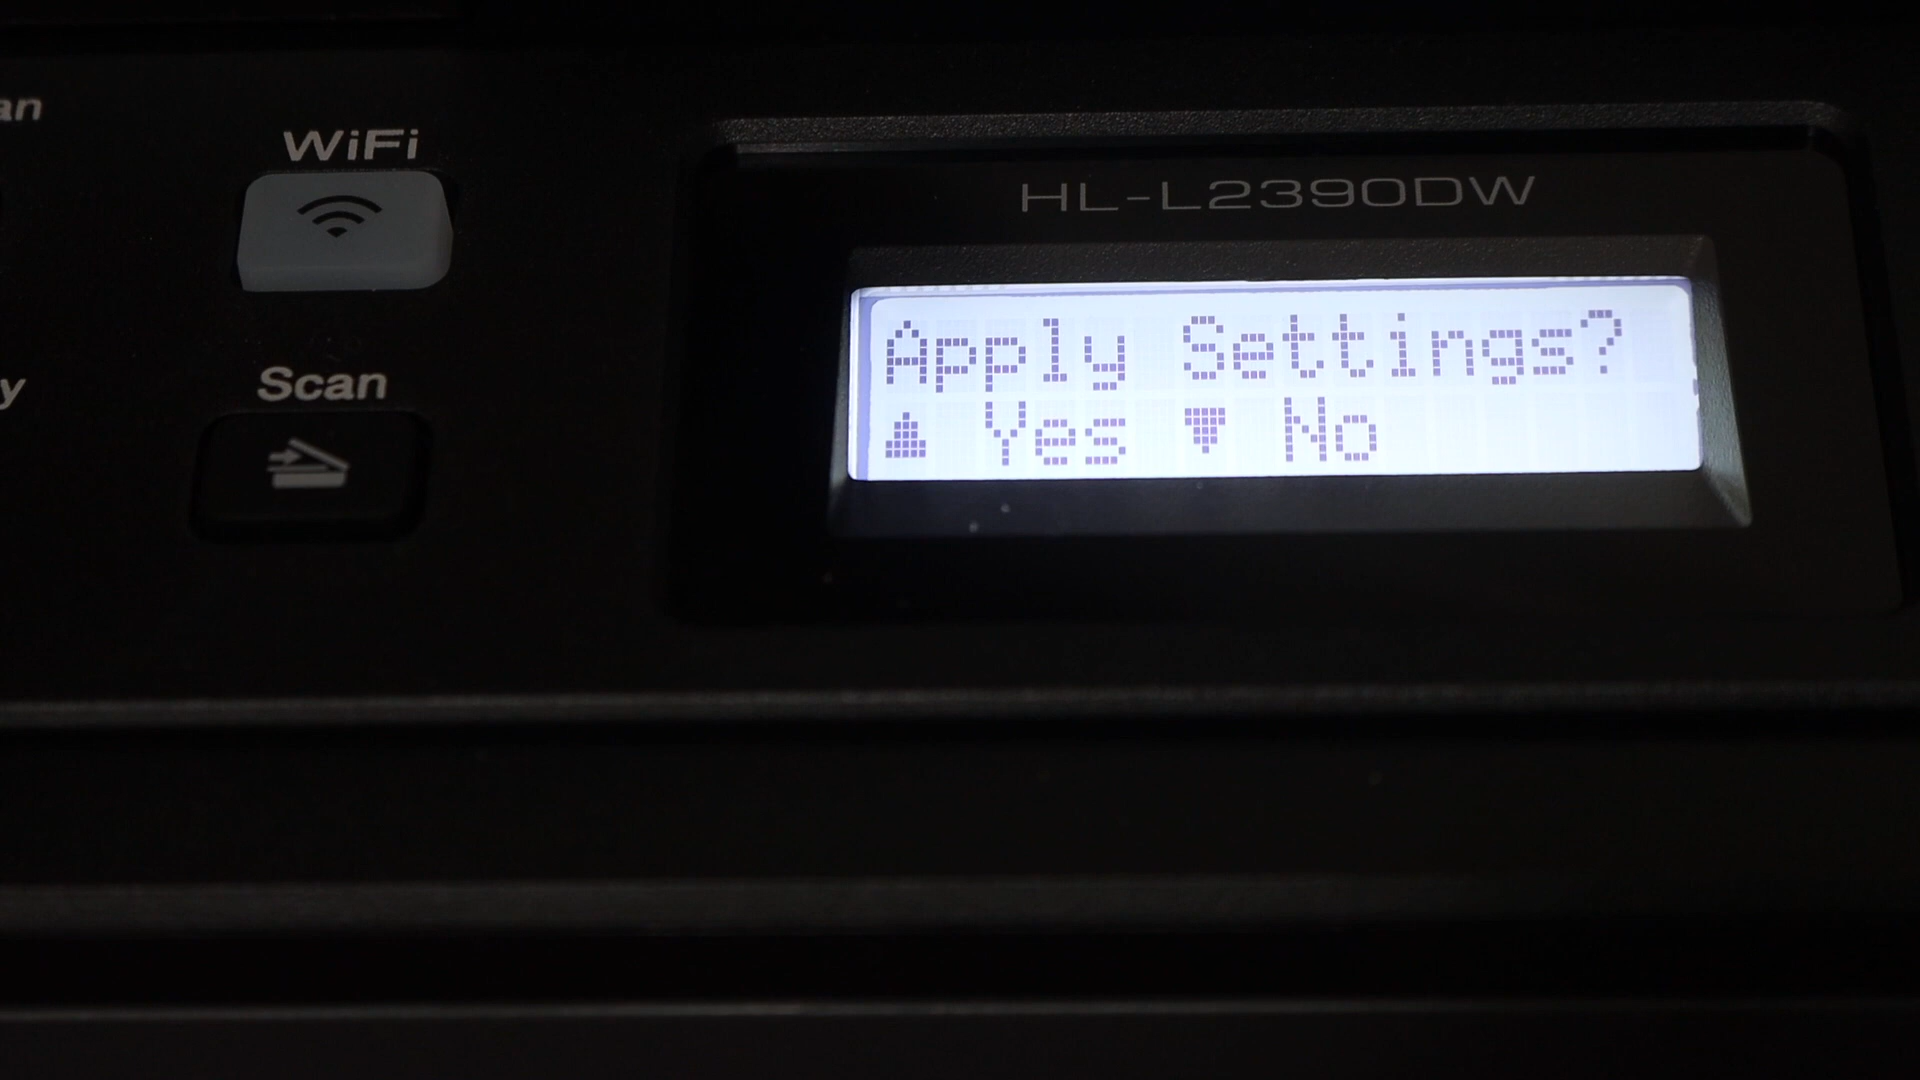 WiFi
HL-L2390DW
Apply Settings?
▲ Yes ▼ No
Scan